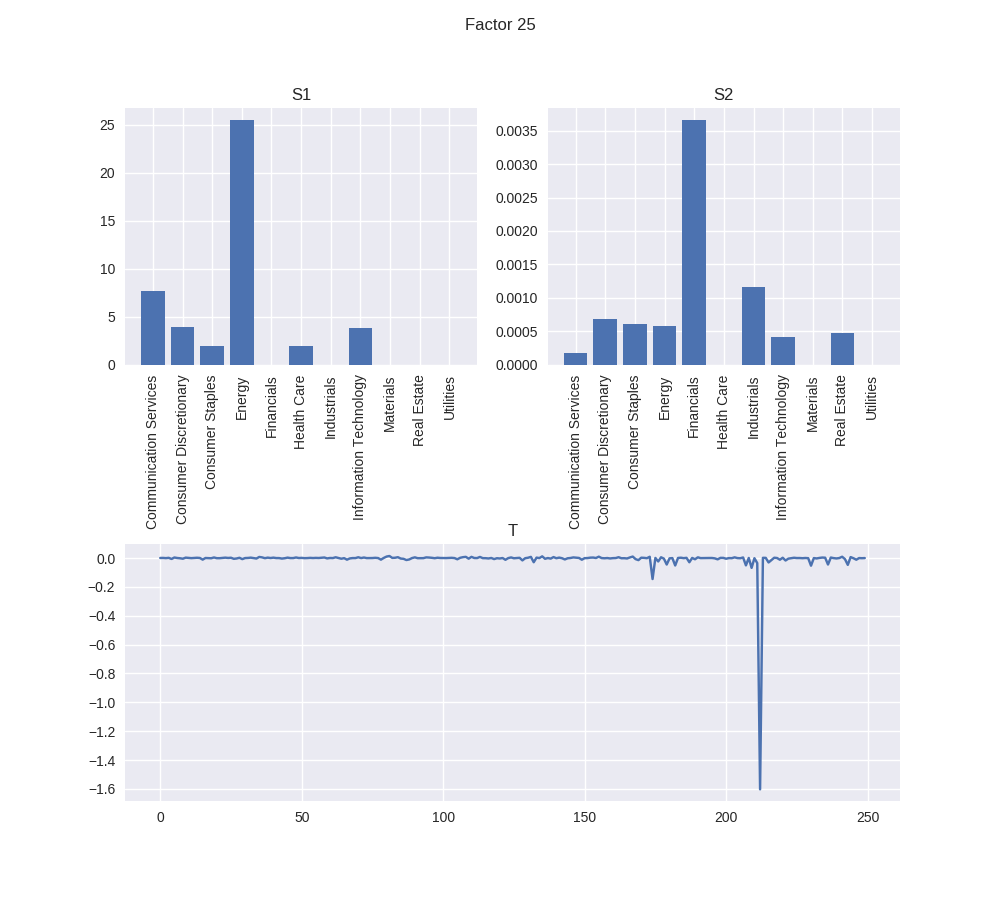 Factor 25
S1
S2
25
20
15
10
5
0
0.0035
0.0030
0.0025
0.0020
0.0015
0.0010
0.0005
0.0000
Communication Services
Consumer Discretionary
Consumer Staples
Energy
Financials
Health Care
Industrials
Information Technology
Materials
Real Estate
Utilities
Communication Services
Consumer Discretionary
Consumer Staples
Energy
Financials
Health Care
Industrials
Information Technology
Materials
Real Estate
Utilities
T
0.0
−0.2
−0.4
−0.6
−0.8
−1.0
−1.2
−1.4
−1.6
0
50
100
150
200
250